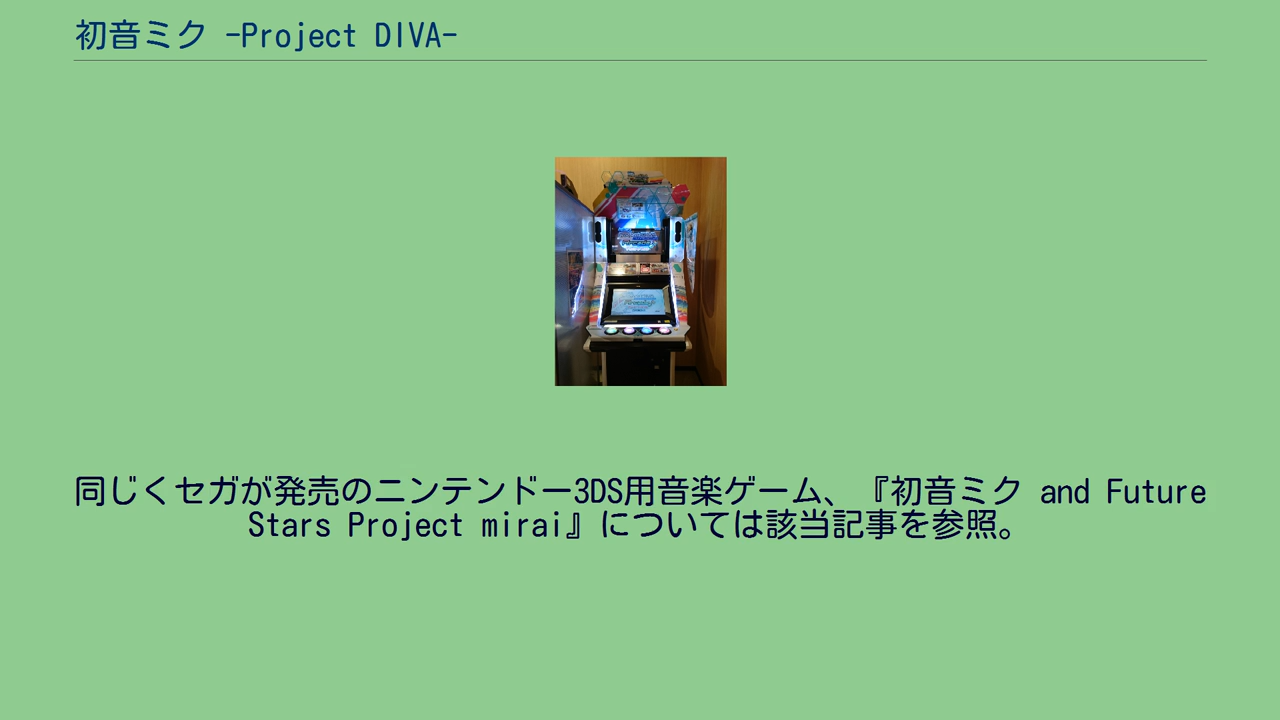 初音ミク -Project DIVA-
同じくセガが発売のニンテンドー3DS用音楽ゲーム、『初音ミク and Future
Stars Project mirai』については該当記事を参照。